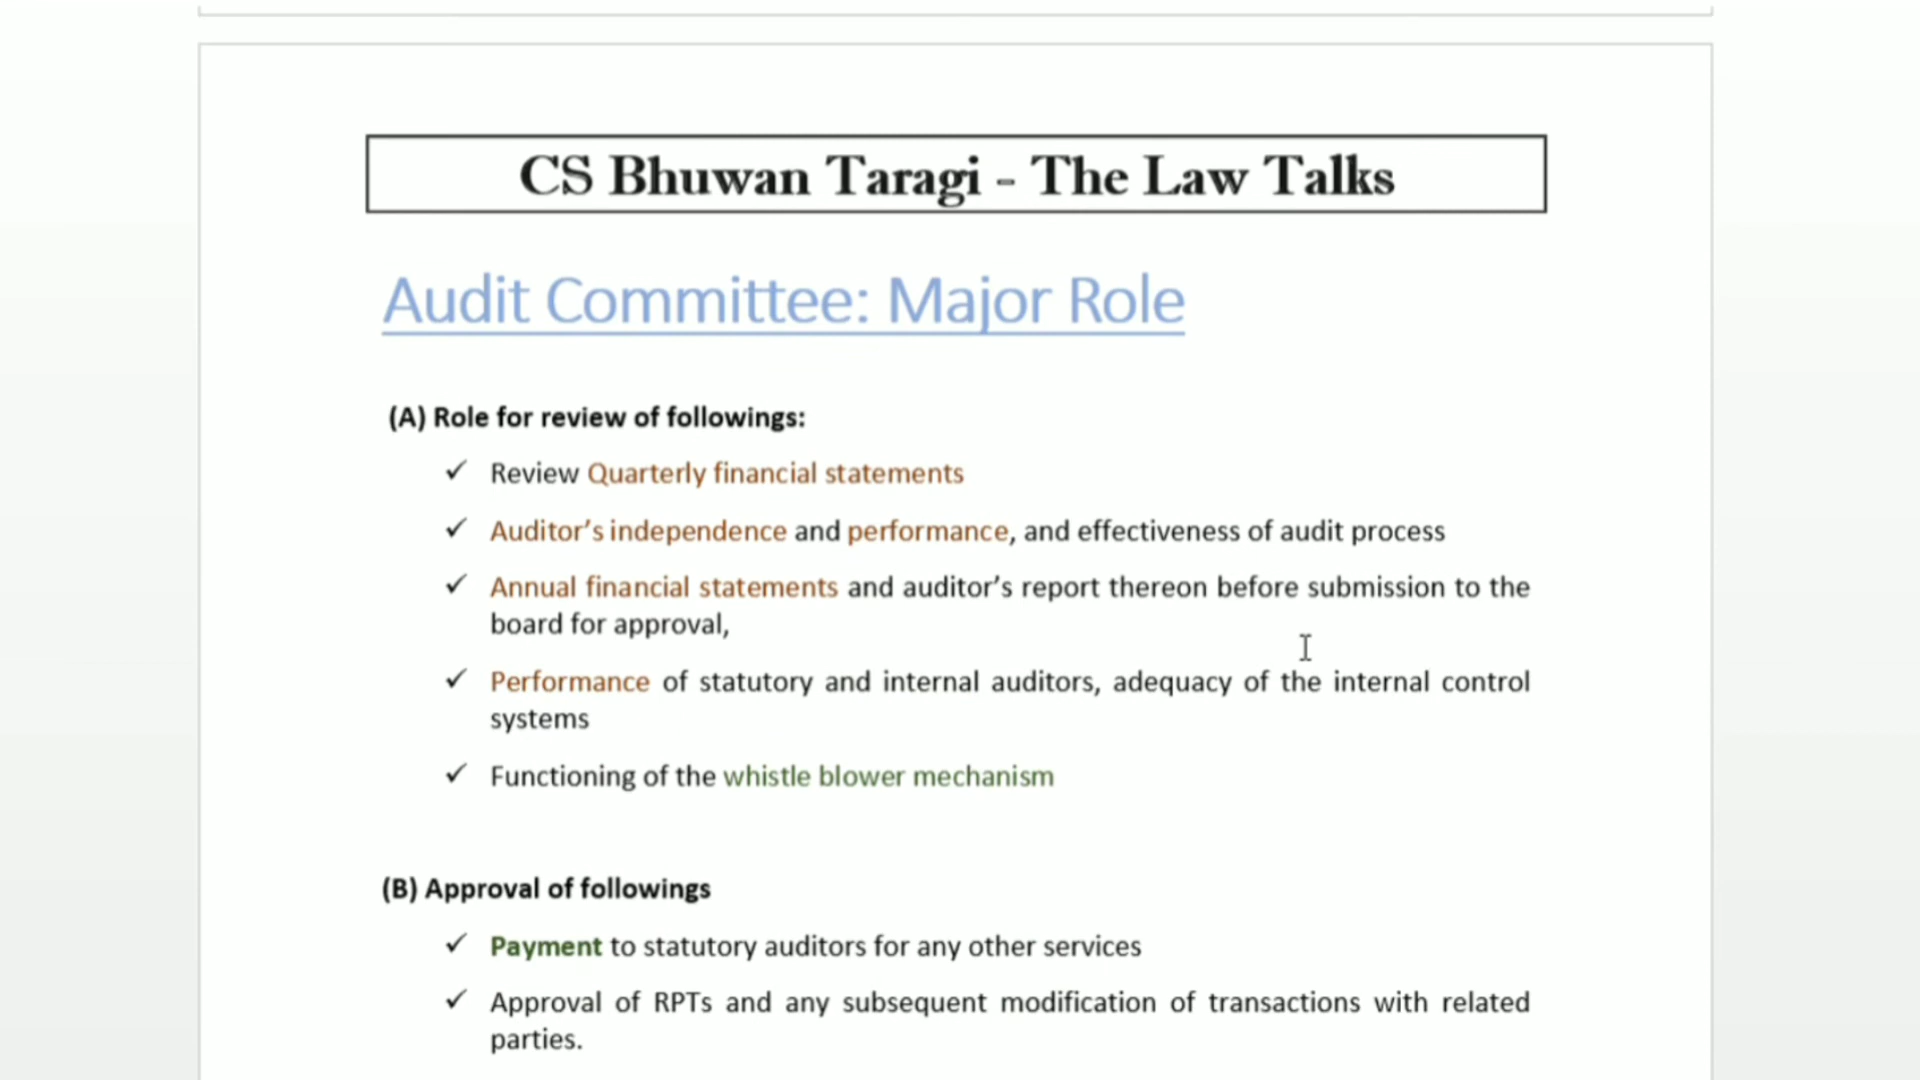 CS Bhuwan Taragi - The Law Talks
Audit Committee: Major Role
(A) Role for review of followings:
✓ Review Quarterly financial statements
✓ Auditor’s independence and performance, and effectiveness of audit process
✓ Annual financial statements and auditor’s report thereon before submission to the
board for approval,
✓ Performance of statutory and internal auditors, adequacy of the internal control
systems
✓ Functioning of the whistle blower mechanism
(B) Approval of followings
✓ Payment to statutory auditors for any other services
✓ Approval of RPTs and any subsequent modification of transactions with related
parties.